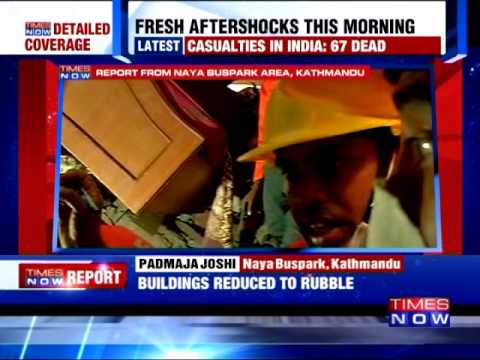 TIMES NOW DETAILED COVERAGE
FRESH AFTERSHOCKS THIS MORNING
LATEST CASUALTIES IN INDIA: 67 DEAD
TIMES NOW REPORT FROM NAYA BUSPARK AREA, KATHMANDU
TIMES NOW REPORT
PADMAJA JOSHI Naya Buspark, Kathmandu
BUILDINGS REDUCED TO RUBBLE
TIMES NOW